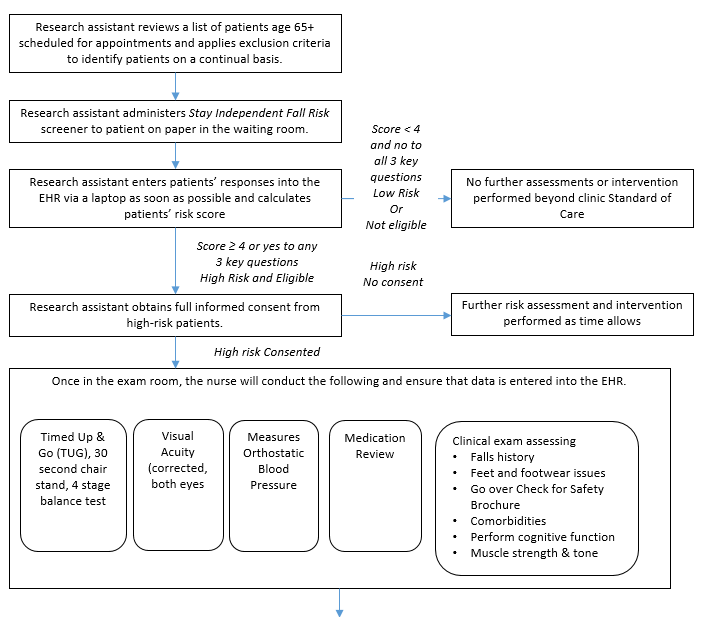 Research assistant reviews a list of patients age 65+
scheduled for appointments and applies exclusion criteria
to identify patients on a continual basis.
Research assistant administers Stay Independent Fall Risk
screener to patient on paper in the waiting room.
Score < 4
and no to
all 3 key
questions
Low Risk
Or
Not eligible
Research assistant enters patients’ responses into the
EHR via a laptop as soon as possible and calculates
patients’ risk score
No further assessments or intervention
performed beyond clinic Standard of
Care
Score ≥ 4 or yes to any
3 key questions
High Risk and Eligible
High risk
No consent
Research assistant obtains full informed consent from
high-risk patients.
Further risk assessment and intervention
performed as time allows
High risk Consented
Once in the exam room, the nurse will conduct the following and ensure that data is entered into the EHR.
Timed Up &
Go (TUG), 30
second chair
stand, 4 stage
balance test
Visual
Acuity
(corrected,
both eyes
Measures
Orthostatic
Blood
Pressure
Medication
Review
Clinical exam assessing
• Falls history
• Feet and footwear issues
• Go over Check for Safety
Brochure
• Comorbidities
• Perform cognitive function
• Muscle strength & tone